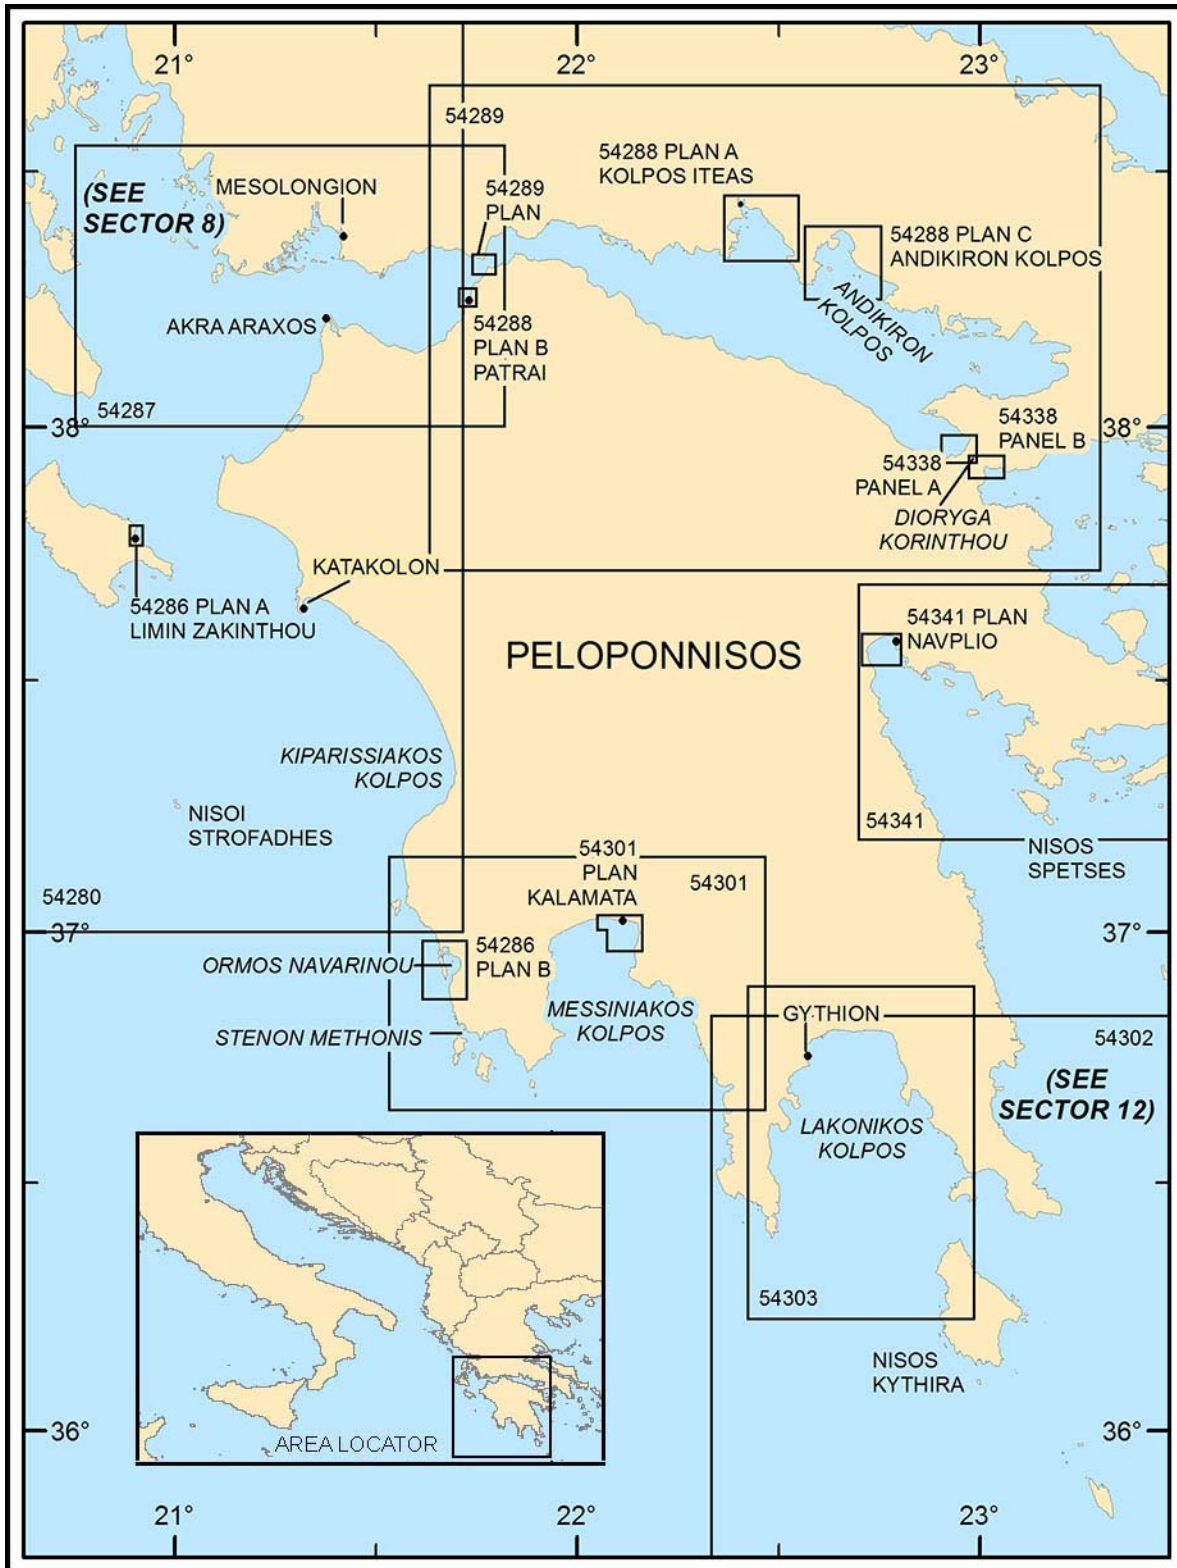 21°
22°
23°
54289
54288 PLAN A
KOLPOS ITEAS
(SEE
SECTOR 8)
MESOLONGION
54289
PLAN
54288 PLAN C
ANDIKIRON KOLPOS
ANDIKIRON
KOLPOS
AKRA ARAXOS
54288
PLAN B
PATRAI
54287
38°
38°
54338
PANEL B
54338
PANEL A
DIORYGA
KORINTHOU
KATAKOLON
54286 PLAN A
LIMIN ZAKINTHOU
54341 PLAN
NAVPLIO
PELOPONNISOS
KIPARISSIAKOS
KOLPOS
NISOI
STROFADHES
54341
NISOS
SPETSES
54301
PLAN
KALAMATA
54301
54280
37°
37°
ORMOS NAVARINOU
54286
PLAN B
MESSINIAKOS
KOLPOS
STENON METHONIS
GYTHION
54302
(SEE
SECTOR 12)
LAKONIKOS
KOLPOS
54303
NISOS
KYTHIRA
AREA LOCATOR
36°
36°
21°
22°
23°